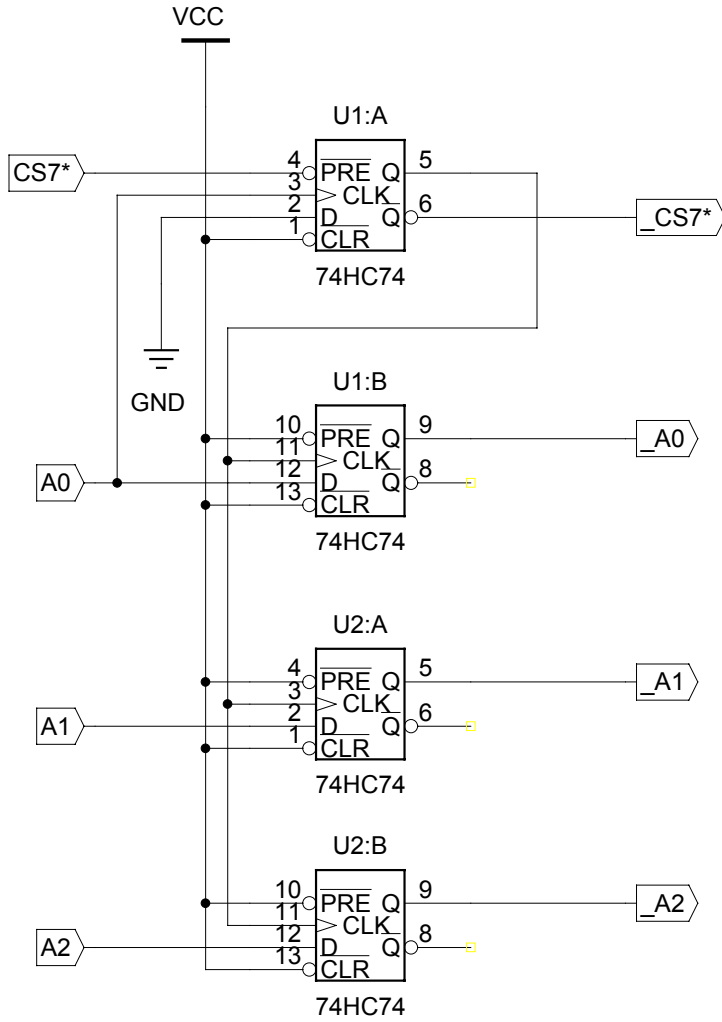 VCC
U1:A
CS7*
4 PRE Q 5
3 CLK
2 D Q 6
1 CLR
_CS7*
74HC74
GND
U1:B
10 PRE Q 9
_A0
11 CLK
A0
12 D Q 8
13 CLR
74HC74
U2:A
4 PRE Q 5
_A1
3 CLK
A1
2 D Q 6
1 CLR
74HC74
U2:B
10 PRE Q 9
_A2
11 CLK
A2
12 D Q 8
13 CLR
74HC74